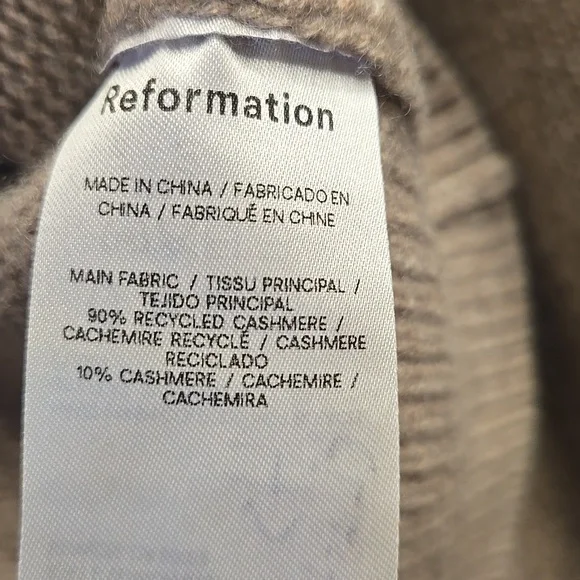 Reformation
MADE IN CHINA / FABRICADO EN
CHINA / FABRIQUÉ EN CHINE
MAIN FABRIC / TISSU PRINCIPAL /
TEJIDO PRINCIPAL
90% RECYCLED CASHMERE /
CACHEMIRE RECYCLÉ / CASHMERE
RECICLADO
10% CASHMERE / CACHEMIRE /
CACHEMIRA